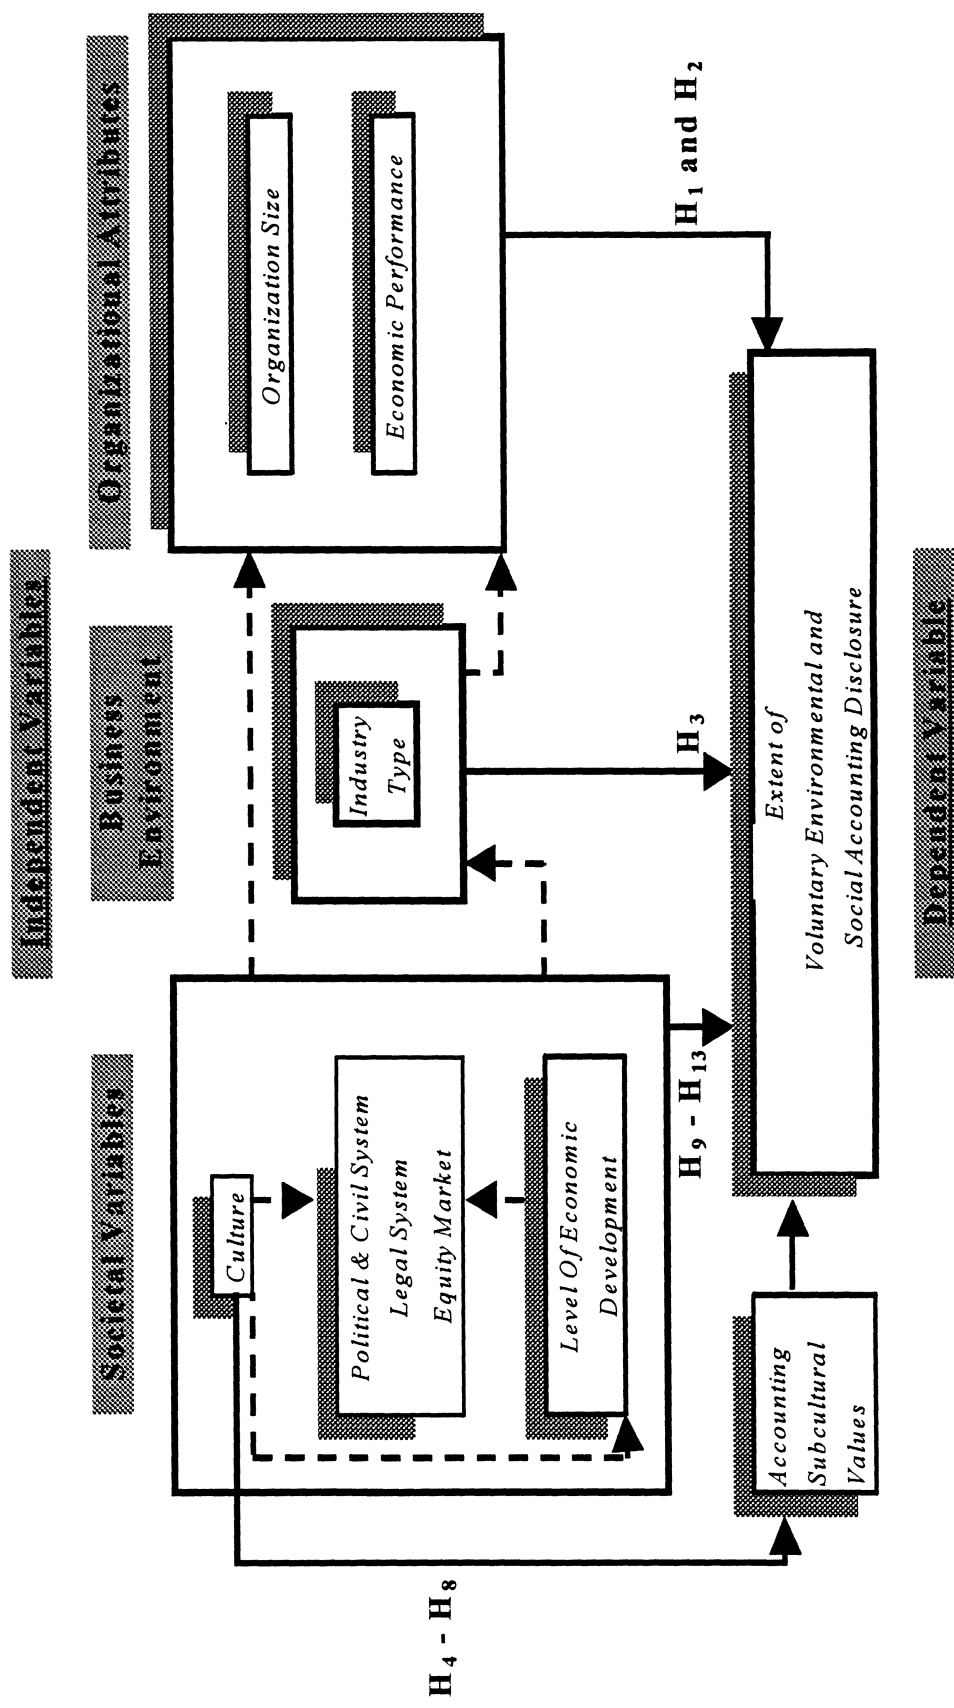 Independent Variables
Societal Variables
Business
Environment
Organizational Attributes
Culture
Political & Civil System
Legal System
Equity Market
Level Of Economic
Development
Industry
Type
Organization Size
Economic Performance
H4 - H8
H9 - H13
H3
H1 and H2
Accounting
Subcultural
Values
Extent of
Voluntary Environmental and
Social Accounting Disclosure
Dependent Variable